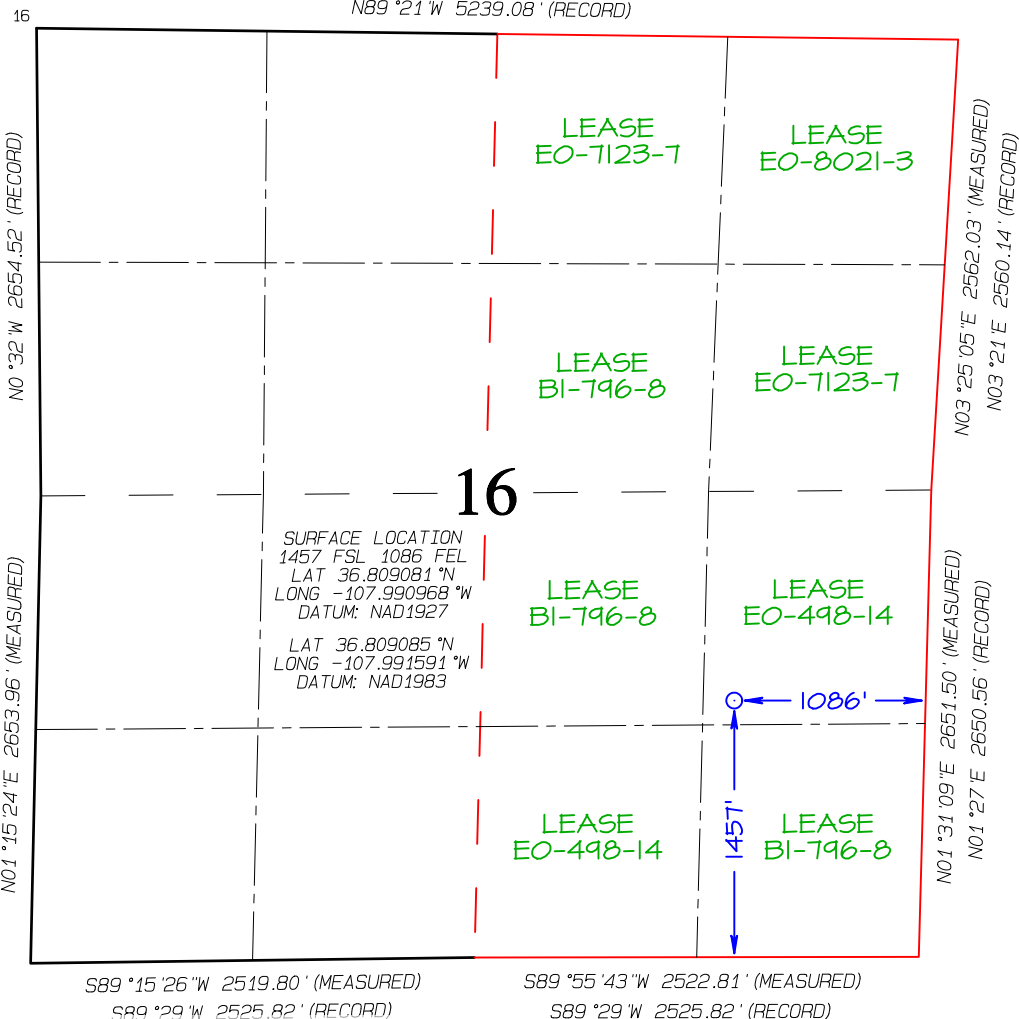 N89°21'W 5239.08' (RECORD)
16
LEASE
EO-7123-7
LEASE
EO-8021-3
N0°32'W 2654.52' (RECORD)
N03°25'05"E 2562.03' (MEASURED)
N03°21'E 2560.14' (RECORD)
LEASE
B1-796-8
LEASE
EO-7123-7
16
SURFACE LOCATION
1457 FSL 1086 FEL
LAT 36.809081°N
LONG -107.990968°W
DATUM: NAD1927
LAT 36.809085°N
LONG -107.991591°W
DATUM: NAD1983
LEASE
B1-796-8
LEASE
EO-498-14
N01°15'24"E 2653.96' (MEASURED)
N01°31'09"E 2651.50' (MEASURED)
N01°27'E 2650.56' (RECORD)
1086'
1457'
LEASE
EO-498-14
LEASE
B1-796-8
S89°15'26"W 2519.80' (MEASURED)
S89°29'W 2525.82' (RECORD)
S89°55'43"W 2522.81' (MEASURED)
S89°29'W 2525.82' (RECORD)